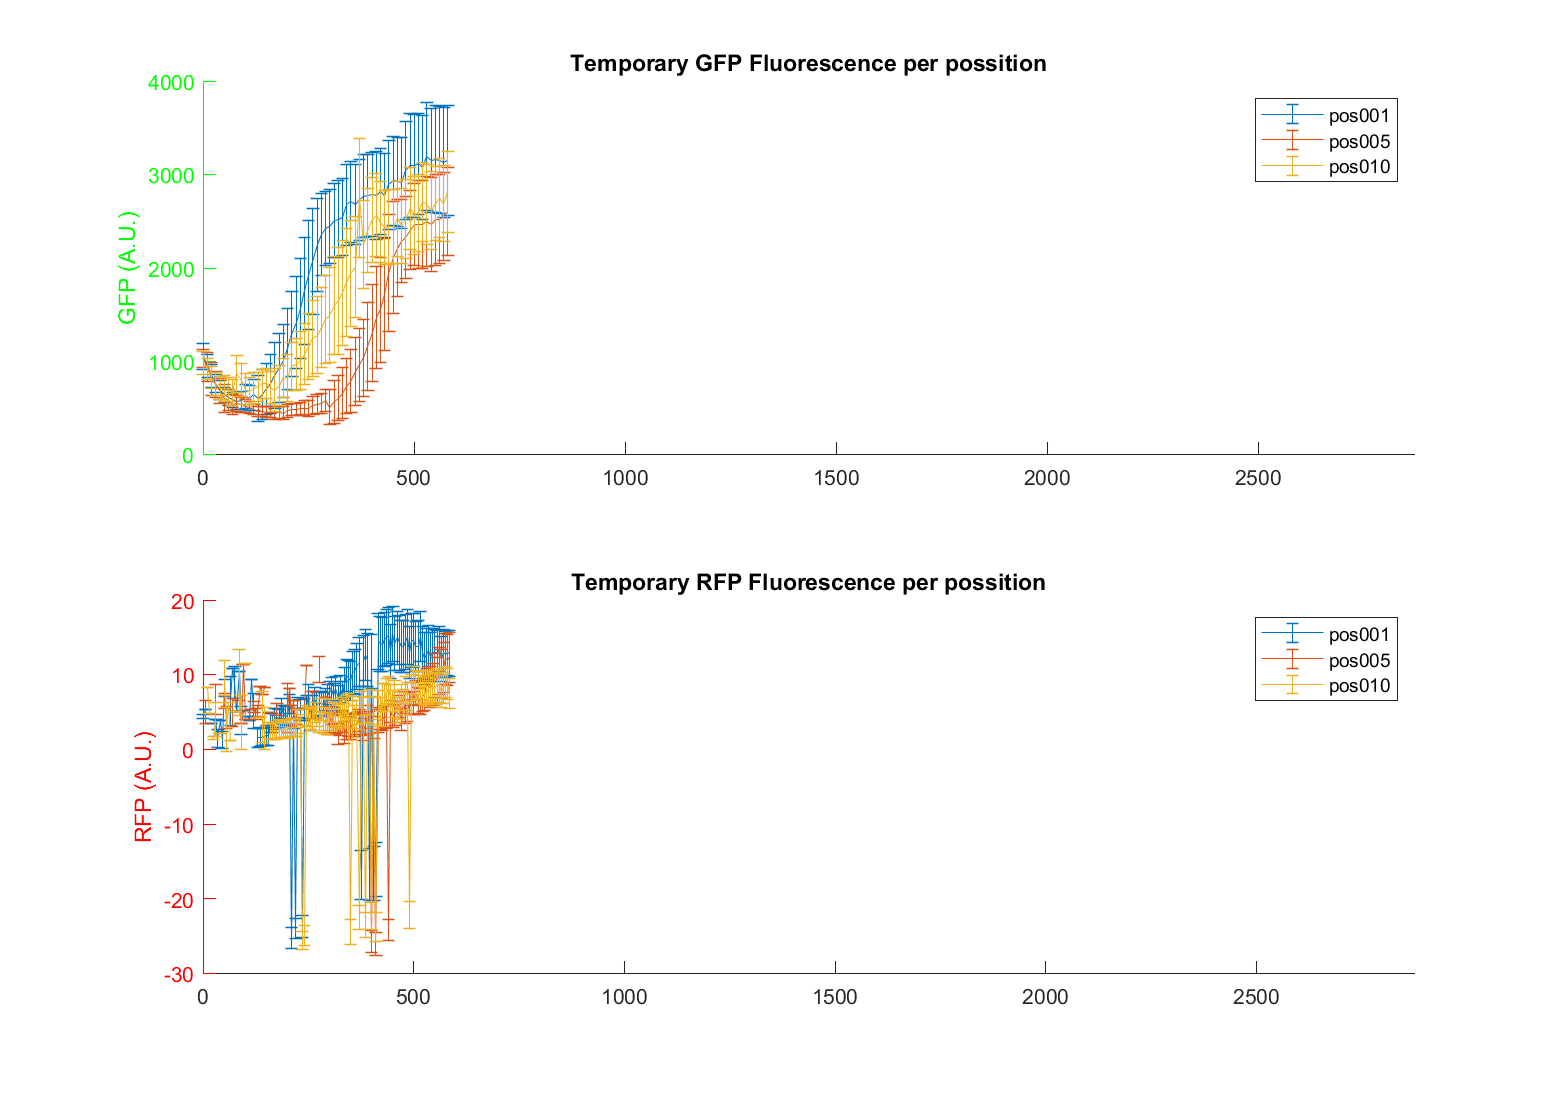 Temporary GFP Fluorescence per possition
GFP (A.U.)
4000
3000
2000
1000
0
0 500 1000 1500 2000 2500
pos001
pos005
pos010
Temporary RFP Fluorescence per possition
RFP (A.U.)
20
10
0
-10
-20
-30
0 500 1000 1500 2000 2500
pos001
pos005
pos010